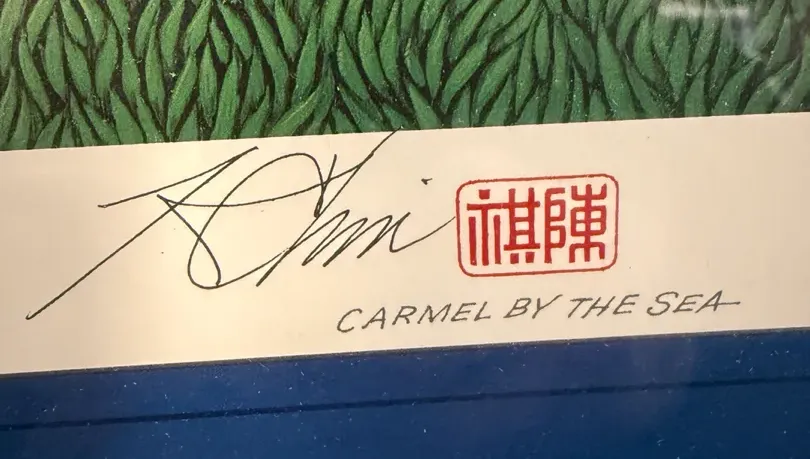 陳祺
CARMEL BY THE SEA